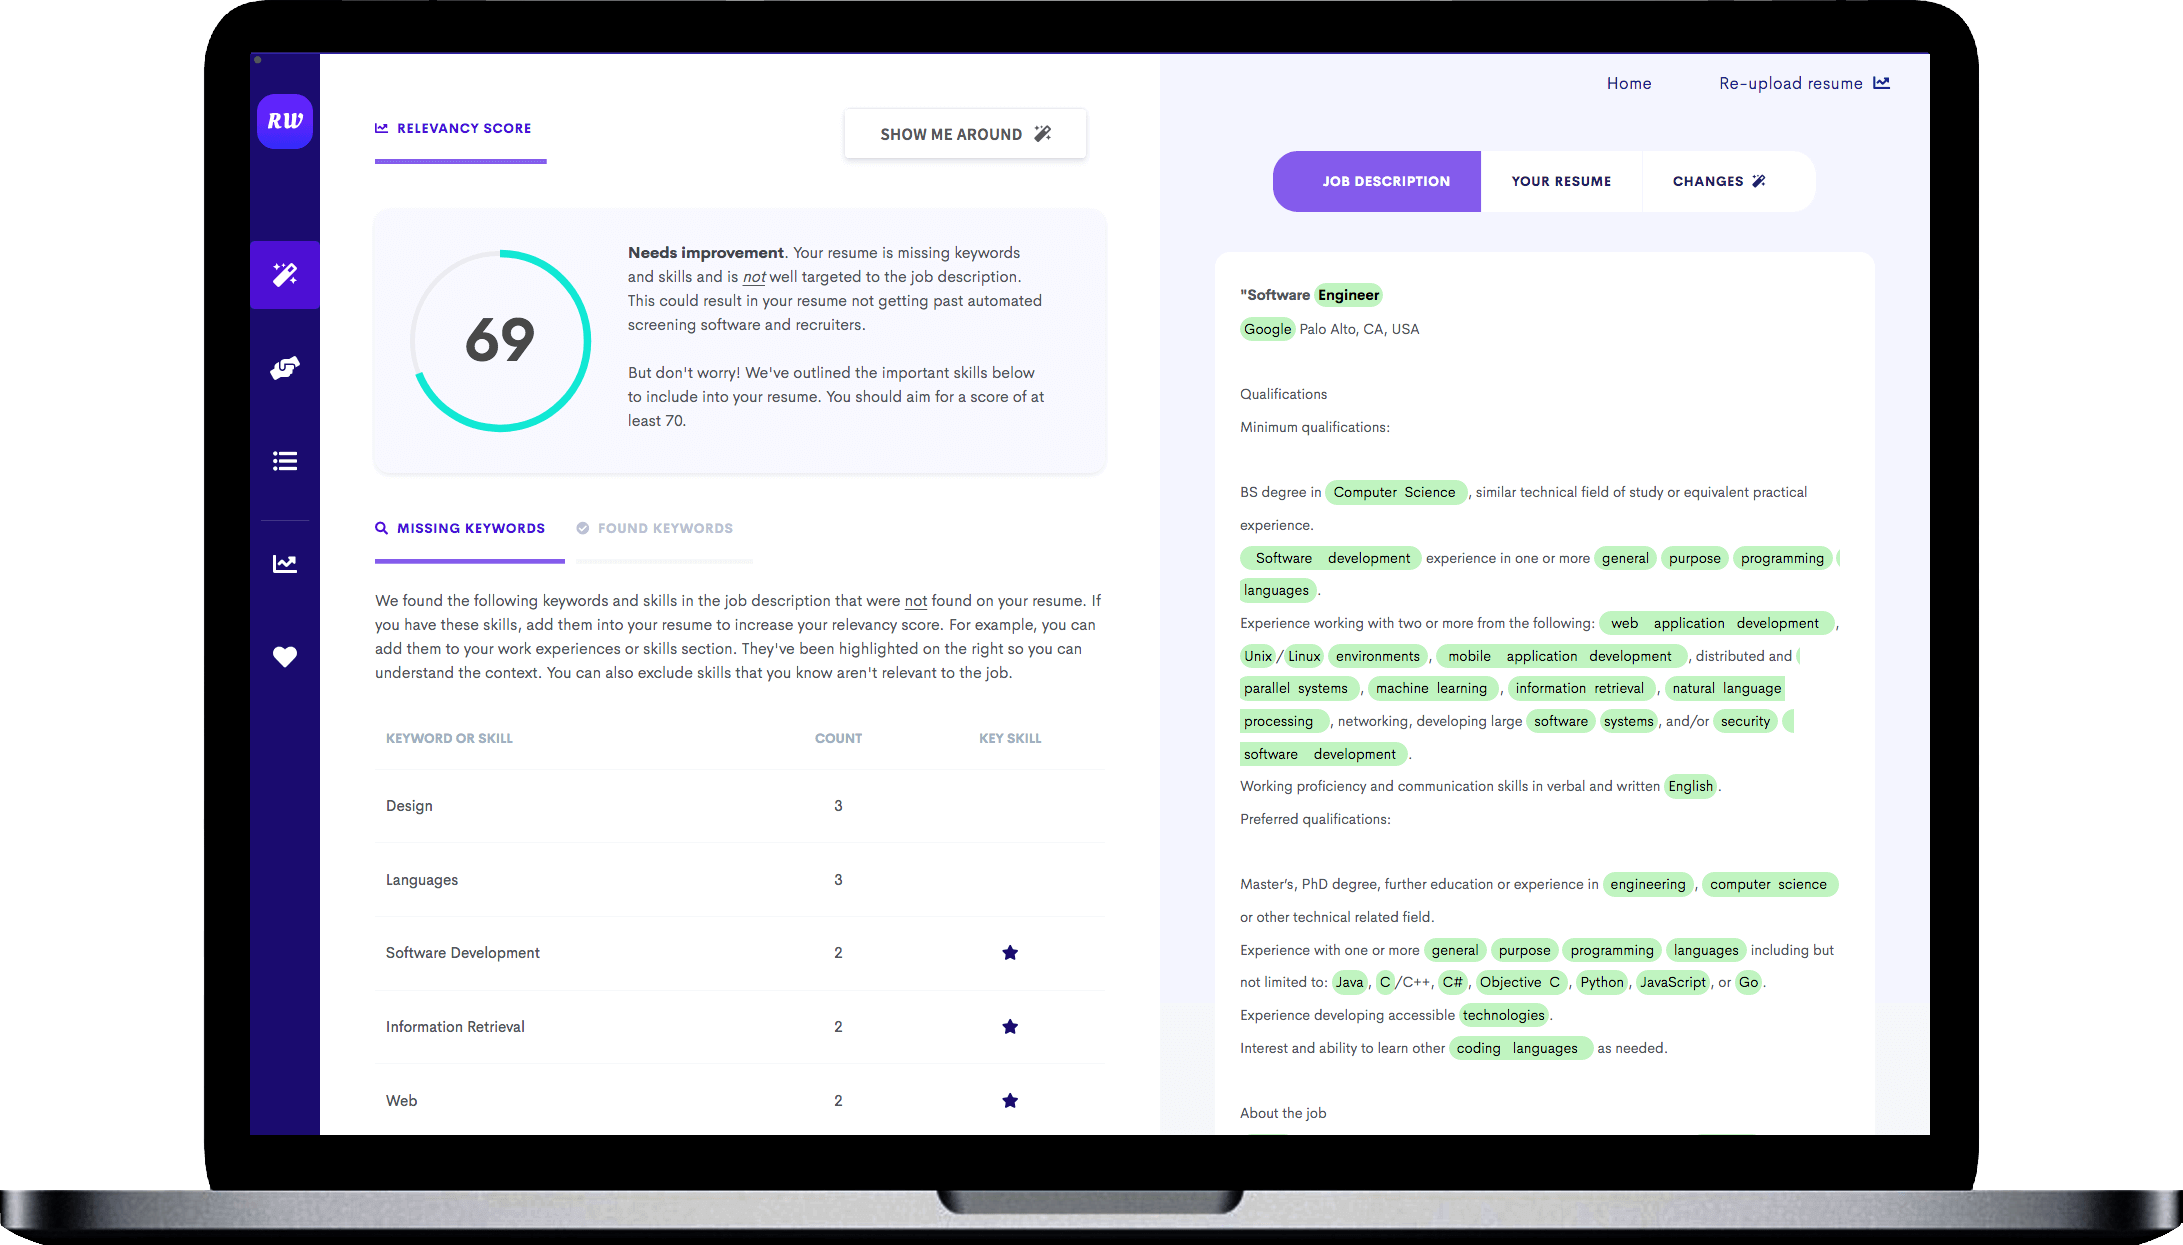 RW
RELEVANCY SCORE
SHOW ME AROUND
69
Needs improvement. Your resume is missing keywords
and skills and is not well targeted to the job description.
This could result in your resume not getting past automated
screening software and recruiters.
But don't worry! We've outlined the important skills below
to include into your resume. You should aim for a score of at
least 70.
MISSING KEYWORDS FOUND KEYWORDS
We found the following keywords and skills in the job description that were not found on your resume. If
you have these skills, add them into your resume to increase your relevancy score. For example, you can
add them to your work experiences or skills section. They've been highlighted on the right so you can
understand the context. You can also exclude skills that you know aren't relevant to the job.
KEYWORD OR SKILL COUNT KEY SKILL
Design 3
Languages 3
Software Development 2
Information Retrieval 2
Web 2
Home Re-upload resume
JOB DESCRIPTION YOUR RESUME CHANGES
"Software Engineer
Google Palo Alto, CA, USA
Qualifications
Minimum qualifications:
BS degree in Computer Science, similar technical field of study or equivalent practical
experience.
Software development experience in one or more general purpose programming
languages.
Experience working with two or more from the following: web application development,
Unix/Linux environments, mobile application development, distributed and
parallel systems, machine learning, information retrieval, natural language
processing, networking, developing large software systems, and/or security
software development.
Working proficiency and communication skills in verbal and written English.
Preferred qualifications:
Master's, PhD degree, further education or experience in engineering, computer science
or other technical related field.
Experience with one or more general purpose programming languages including but
not limited to: Java, C/C++, C#, Objective C, Python, JavaScript, or Go.
Experience developing accessible technologies.
Interest and ability to learn other coding languages as needed.
About the job